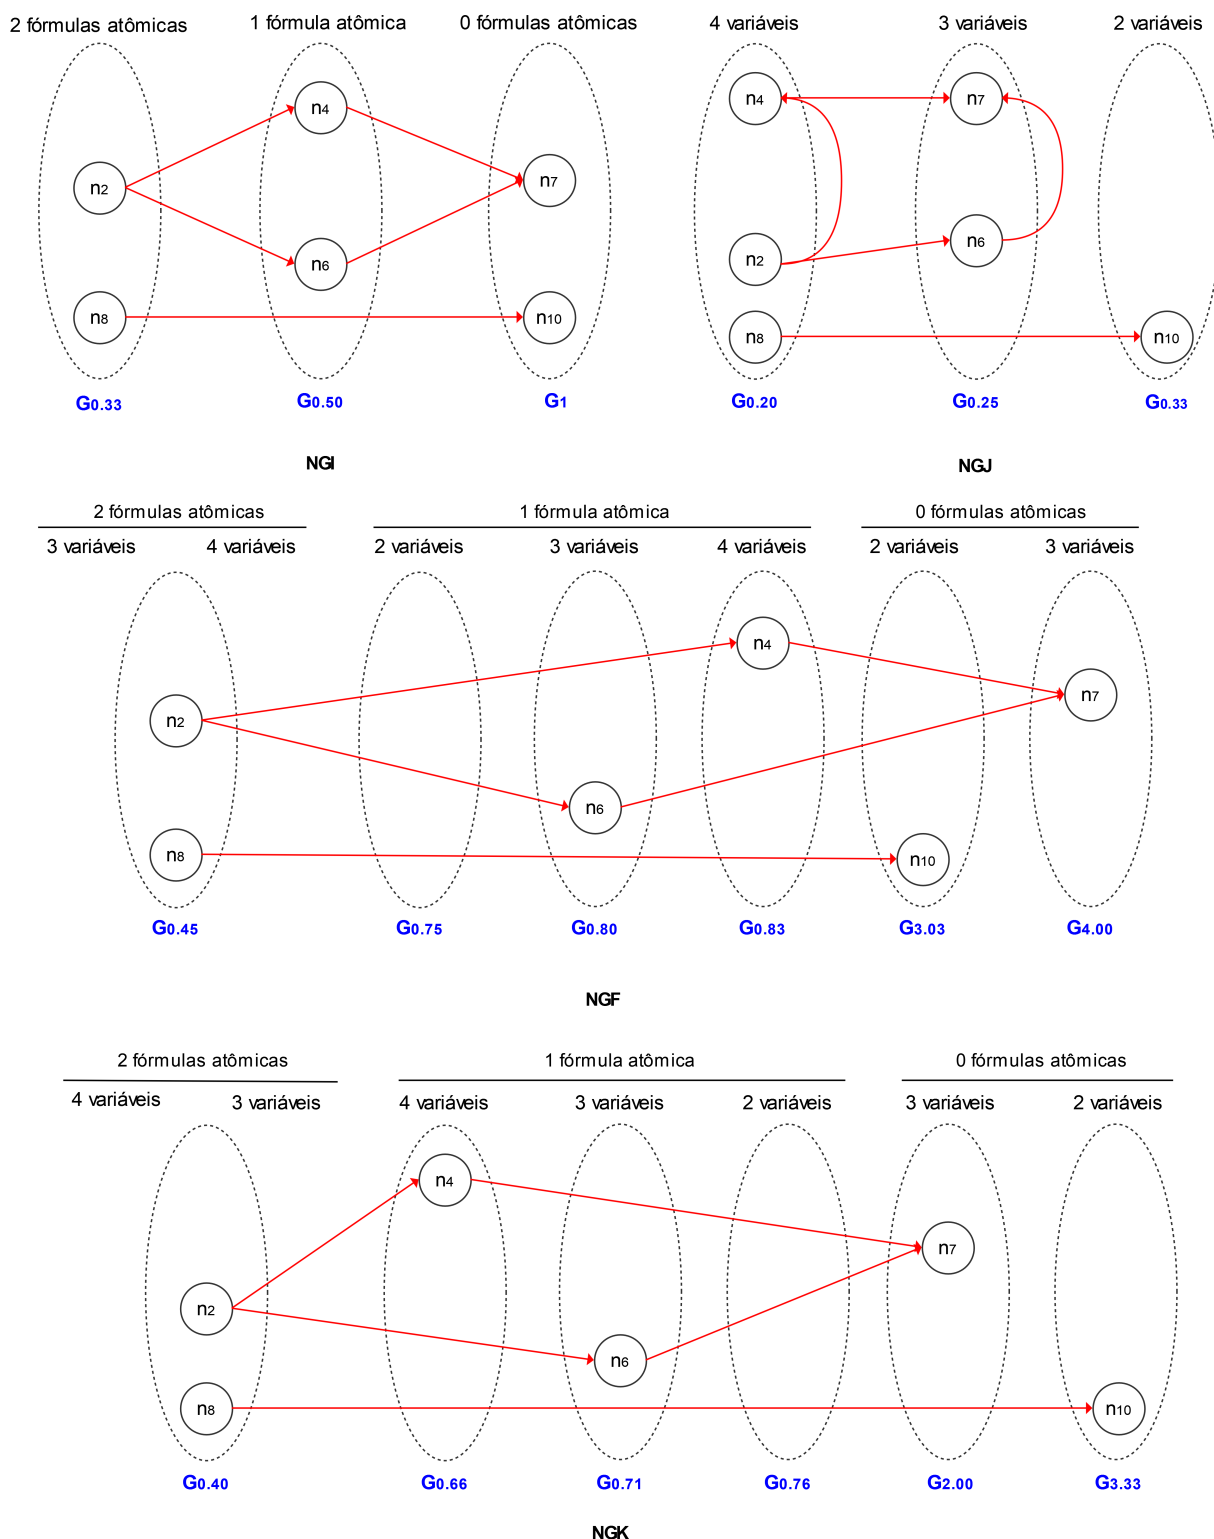 2 fórmulas atômicas 1 fórmula atômica 0 fórmulas atômicas
n4
n2 n7
n6
n8 n10
G0.33 G0.50 G1
NGI
4 variáveis 3 variáveis 2 variáveis
n4 n7
n2 n6
n8 n10
G0.20 G0.25 G0.33
NGJ
2 fórmulas atômicas 1 fórmula atômica 0 fórmulas atômicas
3 variáveis 4 variáveis 2 variáveis 3 variáveis 4 variáveis 2 variáveis 3 variáveis
n4
n2 n7
n6
n8 n10
G0.45 G0.75 G0.80 G0.83 G3.03 G4.00
NGF
2 fórmulas atômicas 1 fórmula atômica 0 fórmulas atômicas
4 variáveis 3 variáveis 4 variáveis 3 variáveis 2 variáveis 3 variáveis 2 variáveis
n4
n7
n2
n6
n8 n10
G0.40 G0.66 G0.71 G0.76 G2.00 G3.33
NGK